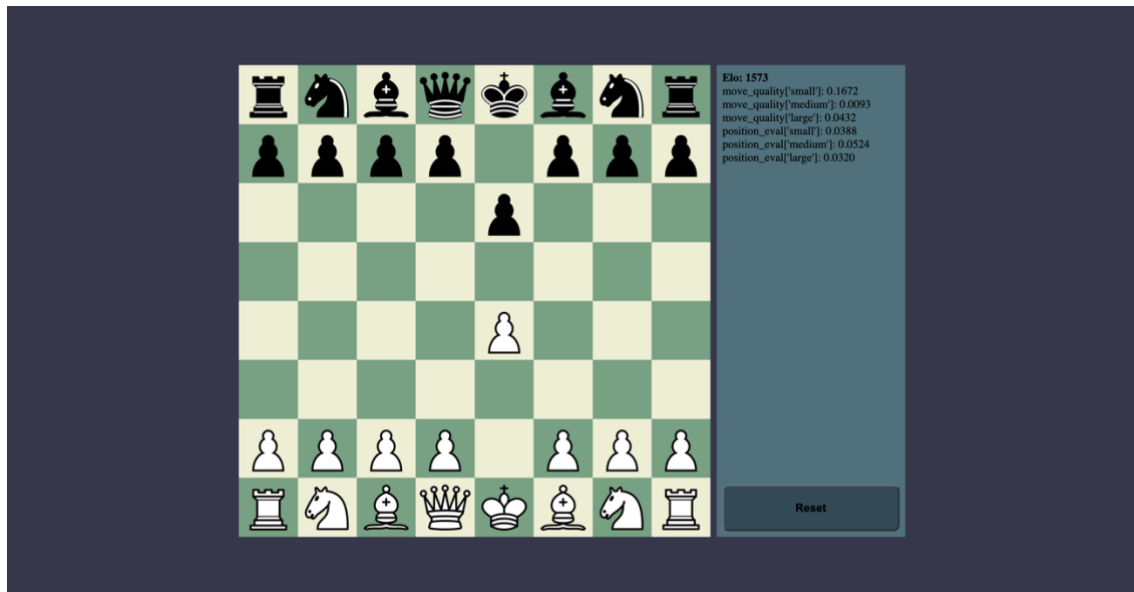 Elo: 1573
move_quality['small']: 0.1672
move_quality['medium']: 0.0093
move_quality['large']: 0.0432
position_eval['small']: 0.0388
position_eval['medium']: 0.0524
position_eval['large']: 0.0320
Reset